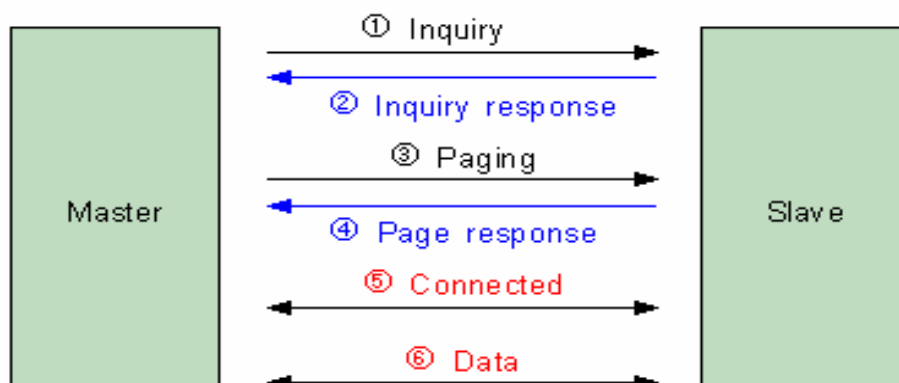 ① Inquiry
② Inquiry response
③ Paging
Master
Slave
④ Page response
⑤ Connected
⑥ Data